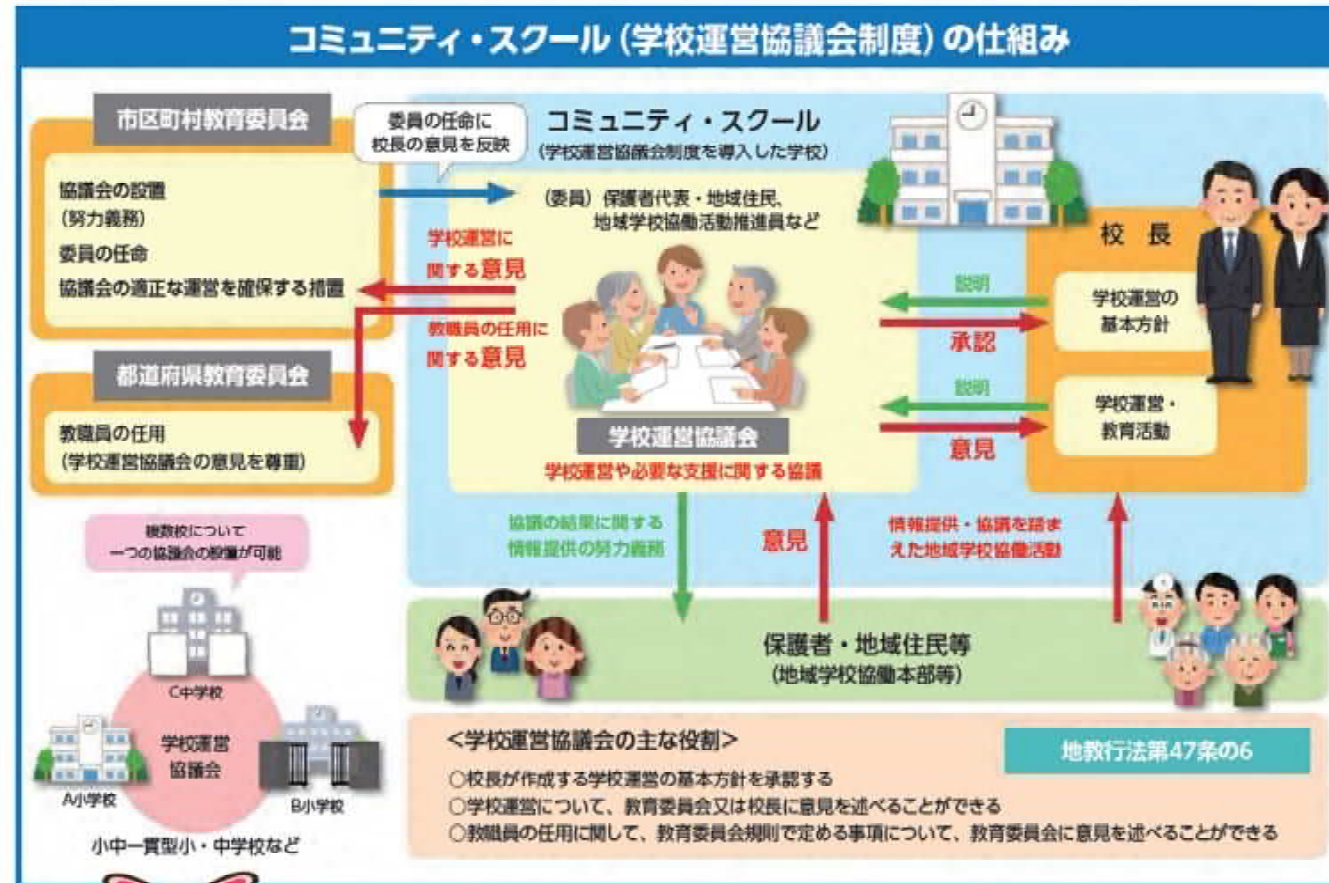 コミュニティ・スクール（学校運営協議会制度）の仕組み
市区町村教育委員会
協議会の設置
（努力義務）
委員の任命
協議会の適正な運営を確保する措置
委員の任命に
校長の意見を反映
都道府県教育委員会
教職員の任用
（学校運営協議会の意見を尊重）
コミュニティ・スクール
（学校運営協議会制度を導入した学校）
（委員）保護者代表・地域住民、
地域学校協働活動推進員など
学校運営に
関する意見
教職員の任用に
関する意見
学校運営協議会
学校運営や必要な支援に関する協議
校長
説明
承認
学校運営の
基本方針
説明
意見
学校運営・
教育活動
協議の結果に関する
情報提供の努力義務
意見
情報提供・協議を踏ま
えた地域学校協働活動
保護者・地域住民等
（地域学校協働本部等）
複数校について
一つの協議会の設置が可能
C中学校
学校運営
協議会
A小学校
B小学校
小中一貫型小・中学校など
＜学校運営協議会の主な役割＞
地教行法第47条の6
○校長が作成する学校運営の基本方針を承認する
○学校運営について、教育委員会又は校長に意見を述べることができる
○教職員の任用に関して、教育委員会規則で定める事項について、教育委員会に意見を述べることができる